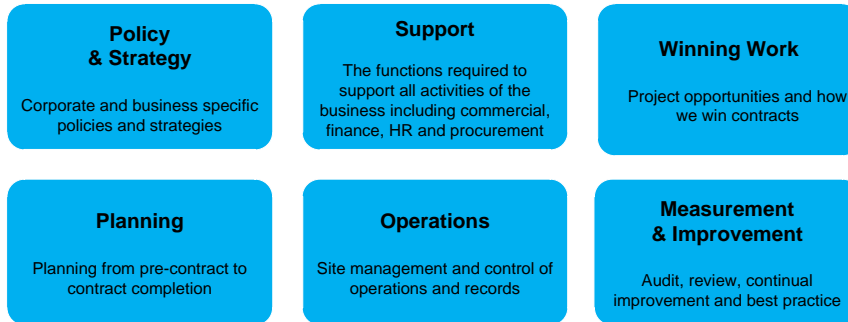 Policy
& Strategy
Corporate and business specific
policies and strategies
Support
The functions required to
support all activities of the
business including commercial,
finance, HR and procurement
Winning Work
Project opportunities and how
we win contracts
Planning
Planning from pre-contract to
contract completion
Operations
Site management and control of
operations and records
Measurement
& Improvement
Audit, review, continual
improvement and best practice